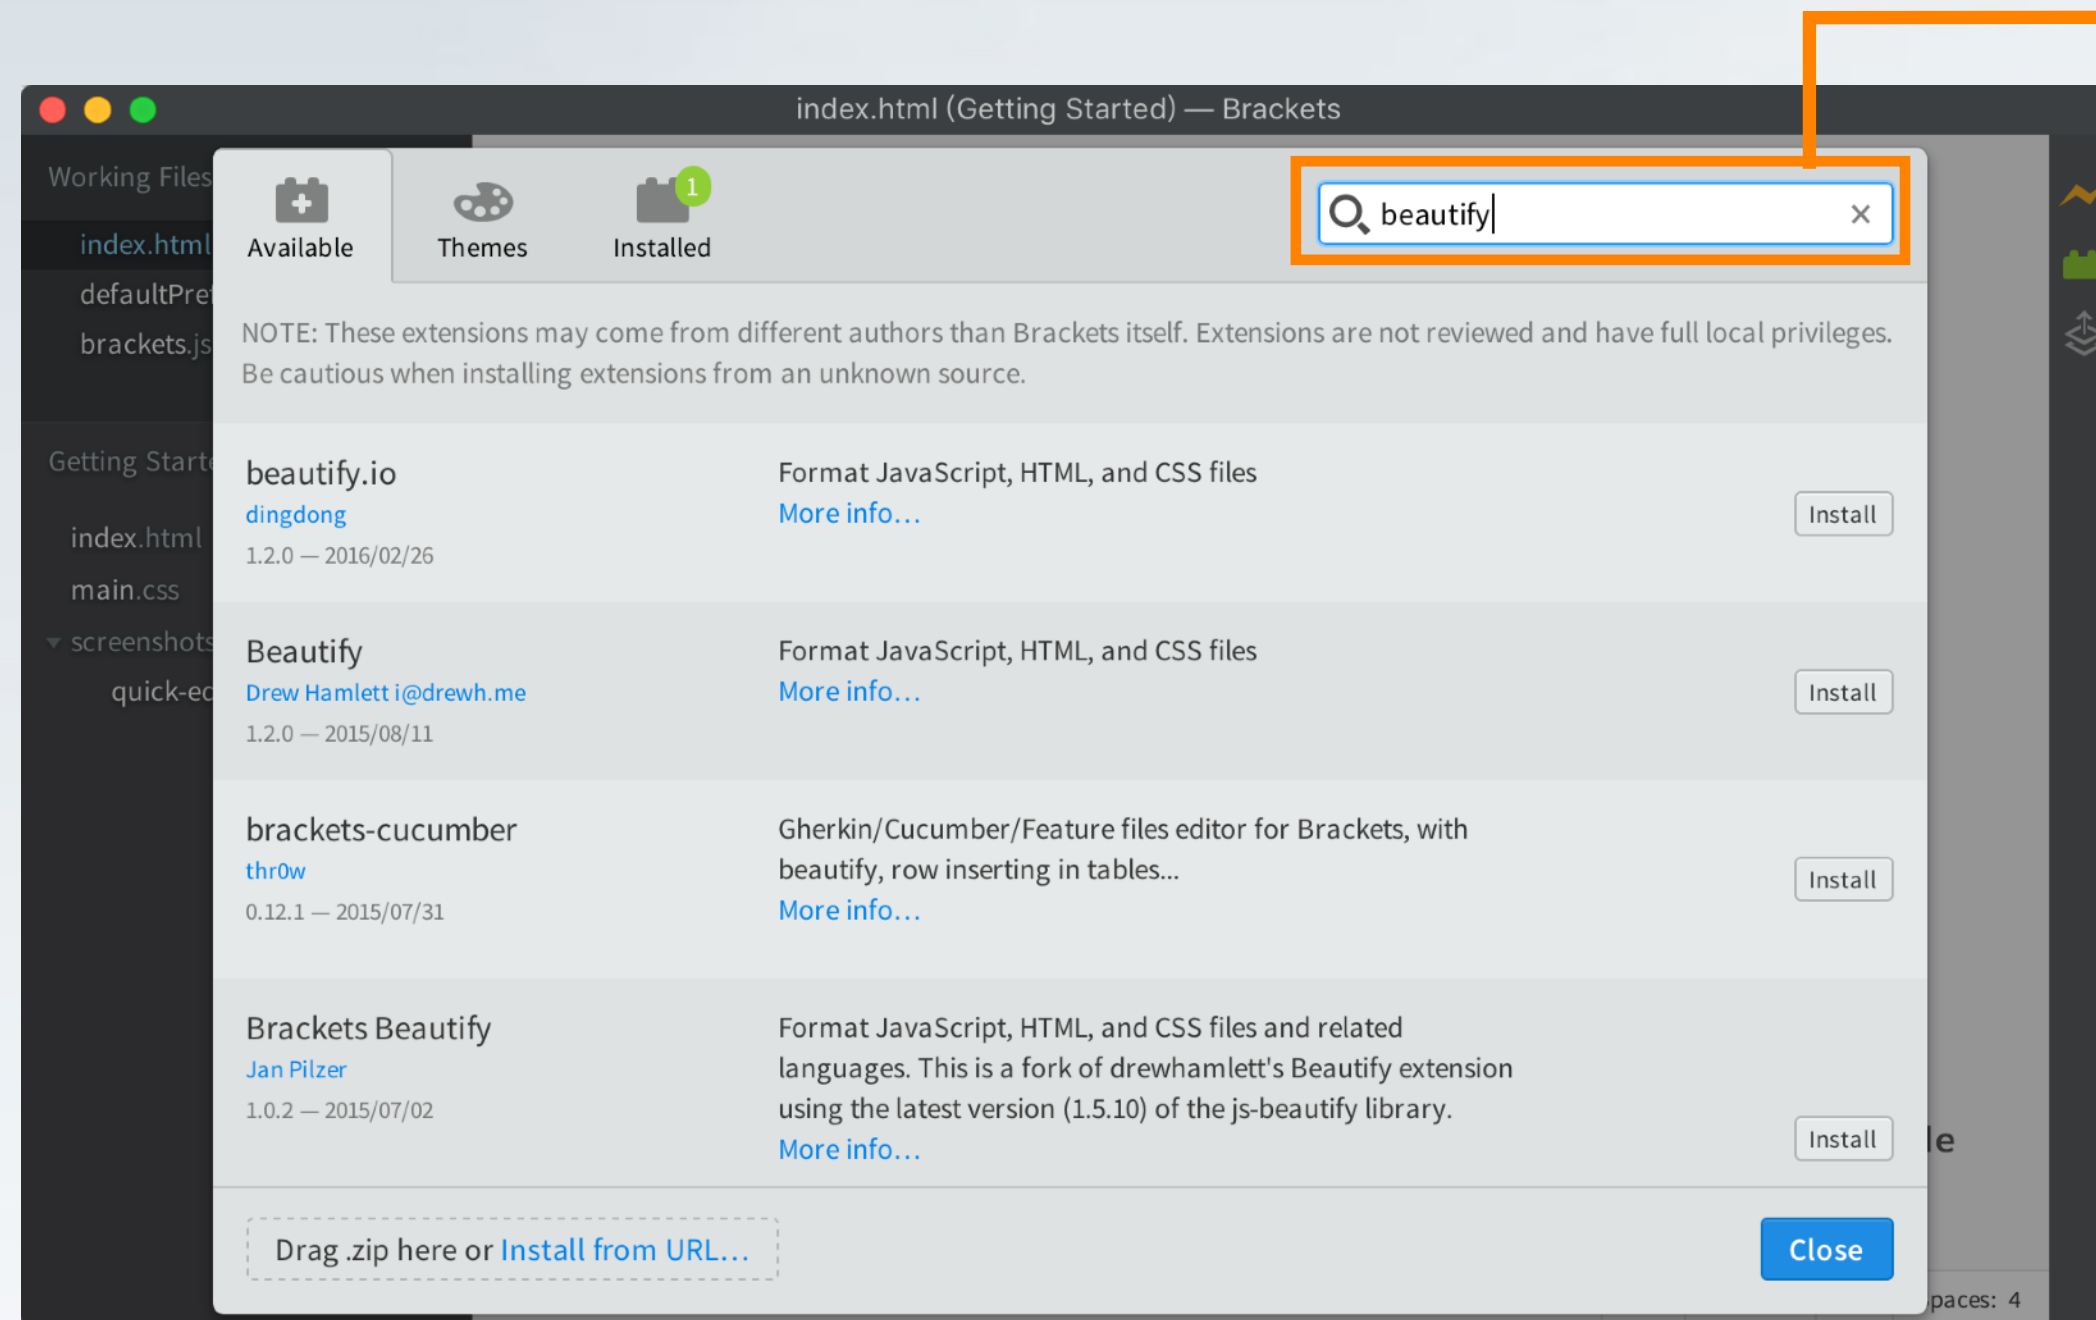 index.html (Getting Started) — Brackets
Working Files
index.html
brackets.js
Getting
index.html
main.css
screenshots
Available
Themes
Installed
1
beautify
NOTE: These extensions may come from different authors than Brackets itself. Extensions are not reviewed and have full local privileges.
Be cautious when installing extensions from an unknown source.
beautify.io
dingdong
1.2.0 — 2016/02/26
Format JavaScript, HTML, and CSS files
More info…
Install
Beautify
Drew Hamlett i@drewh.me
1.2.0 — 2015/08/11
Format JavaScript, HTML, and CSS files
More info…
Install
brackets-cucumber
thr0w
0.12.1 — 2015/07/31
Gherkin/Cucumber/Feature files editor for Brackets, with
beautify, row inserting in tables...
More info…
Install
Brackets Beautify
Jan Pilzer
1.0.2 — 2015/07/02
Format JavaScript, HTML, and CSS files and related
languages. This is a fork of drewhamlett's Beautify extension
using the latest version (1.5.10) of the js-beautify library.
More info…
Install
Drag .zip here or Install from URL…
Close
4